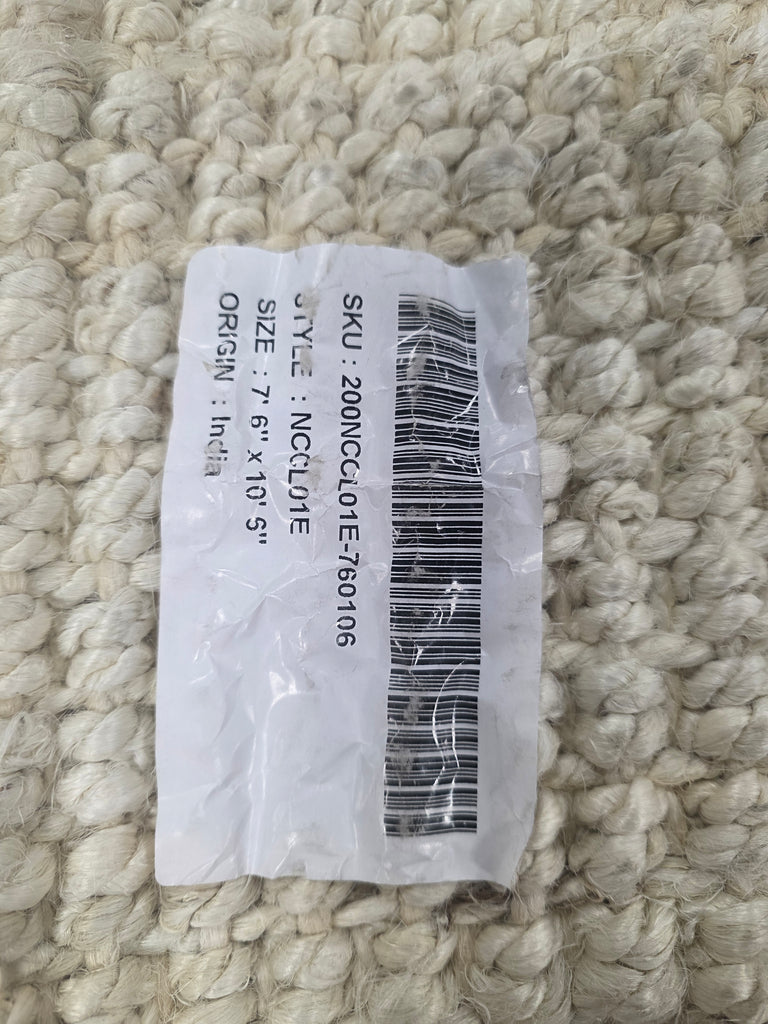 SKU : 200NCCL01E-760106
STYLE : NCCL01E
SIZE : 7' 6" x 10' 6"
ORIGIN : India